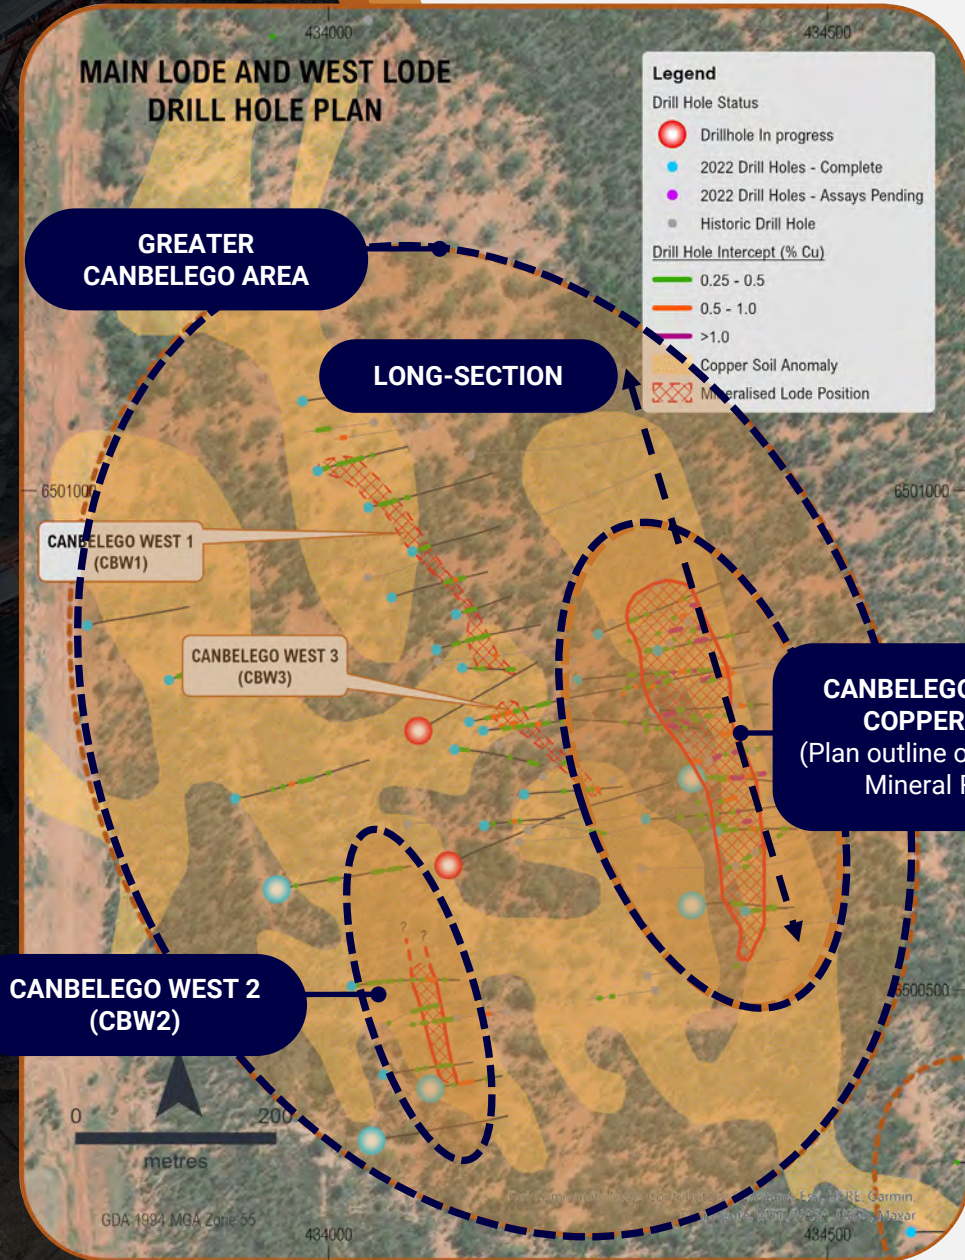 434000
434500
MAIN LODE AND WEST LODE
DRILL HOLE PLAN
Legend
Drill Hole Status
Drillhole In progress
2022 Drill Holes - Complete
2022 Drill Holes - Assays Pending
Historic Drill Hole
Drill Hole Intercept (% Cu)
0.25 - 0.5
0.5 - 1.0
>1.0
Copper Soil Anomaly
Mineralised Lode Position
GREATER
CANBELEGO AREA
LONG-SECTION
6501000
6501000
CANBELEGO WEST 1
(CBW1)
CANBELEGO WEST 3
(CBW3)
CANBELEGO
COPPER
(Plan outline o
Mineral
?
?
CANBELEGO WEST 2
(CBW2)
6500500
0
200
metres
GDA 1994 MGA Zone 55
HERE, Garmin,
Maxar
434000
434500